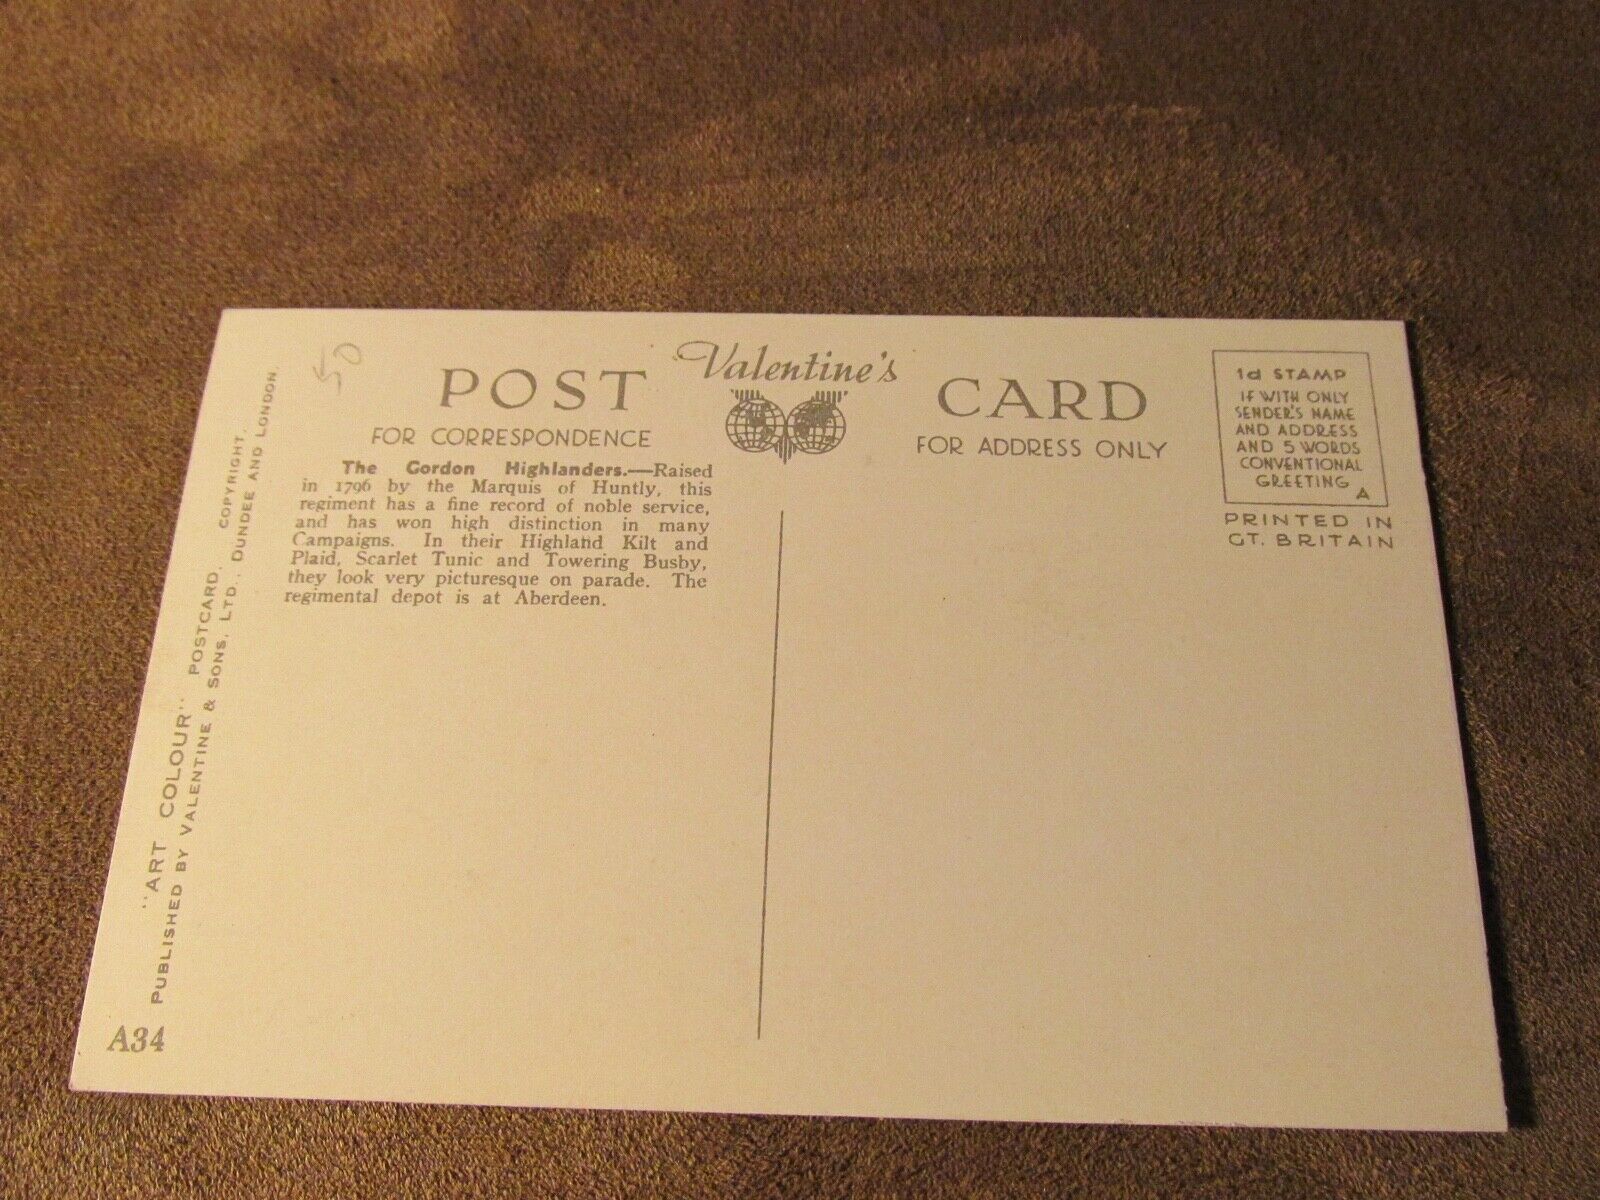 50
Valentine's
POST CARD
FOR CORRESPONDENCE
FOR ADDRESS ONLY
The Gordon Highlanders.—Raised
in 1796 by the Marquis of Huntly, this
regiment has a fine record of noble service,
and has won high distinction in many
Campaigns. In their Highland Kilt and
Plaid, Scarlet Tunic and Towering Busby,
they look very picturesque on parade. The
regimental depot is at Aberdeen.
1d STAMP
IF WITH ONLY
SENDER'S NAME
AND ADDRESS
AND 5 WORDS
CONVENTIONAL
GREETING
A
PRINTED IN
GT. BRITAIN
"ART COLOUR" POSTCARD. COPYRIGHT.
PUBLISHED BY VALENTINE & SONS, LTD., DUNDEE AND LONDON.
A34